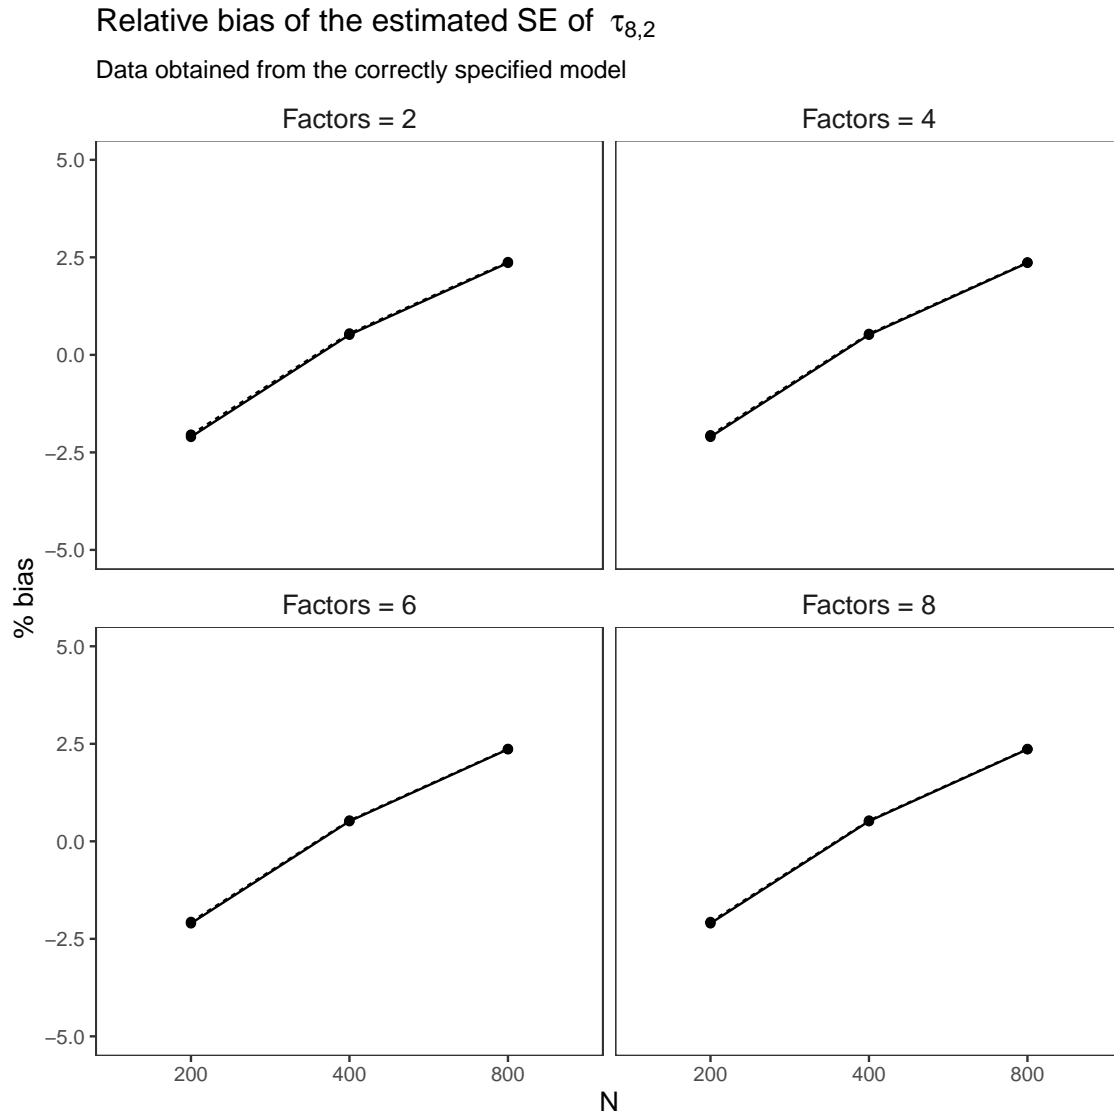 Relative bias of the estimated SE of τ8,2
Data obtained from the correctly specified model
Factors = 2
Factors = 4
5.0
2.5
0.0
−2.5
−5.0
% bias
Factors = 6
Factors = 8
5.0
2.5
0.0
−2.5
−5.0
200 400 800
200 400 800
N